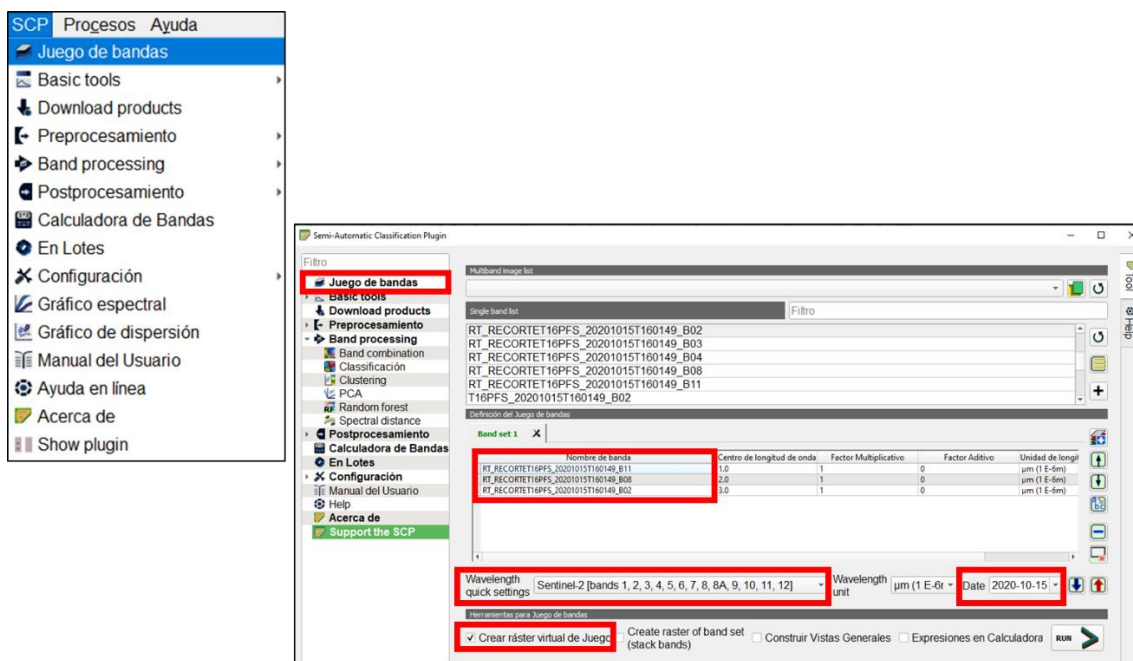 SCP Procesos Ayuda
Juego de bandas
Basic tools
Download products
Preprocesamiento
Band processing
Postprocesamiento
Calculadora de Bandas
En Lotes
Configuración
Gráfico espectral
Gráfico de dispersión
Manual del Usuario
Ayuda en línea
Acerca de
Show plugin
Semi-Automatic Classification Plugin
Filtro
Juego de bandas
Basic tools
Download products
Preprocesamiento
Band processing
Band combination
Classificación
Clustering
PCA
Random forest
Spectral distance
Postprocesamiento
Calculadora de Bandas
En Lotes
Configuración
Manual del Usuario
Help
Acerca de
Support the SCP
Multiband image list
Single band list Filtro
RT_RECORTET16PFS_20201015T160149_B02
RT_RECORTET16PFS_20201015T160149_B03
RT_RECORTET16PFS_20201015T160149_B04
RT_RECORTET16PFS_20201015T160149_B08
RT_RECORTET16PFS_20201015T160149_B11
T16PFS_20201015T160149_B02
Definición del Juego de bandas
Band set 1
Nombre de banda Centro de longitud de onda Factor Multiplicativo Factor Aditivo Unidad de longit
RT_RECORTET16PFS_20201015T160149_B11 1.0 1 0 µm (1 E-6m)
RT_RECORTET16PFS_20201015T160149_B08 2.0 1 0 µm (1 E-6m)
RT_RECORTET16PFS_20201015T160149_B02 3.0 1 0 µm (1 E-6m)
Wavelength quick settings Sentinel-2 [bands 1, 2, 3, 4, 5, 6, 7, 8, 8A, 9, 10, 11, 12] Wavelength unit µm (1 E-6r Date 2020-10-15
Herramientas para Juego de bandas
Crear ráster virtual de Juego Create raster of band set (stack bands) Construir Vistas Generales Expresiones en Calculadora RUN
Tool
Help